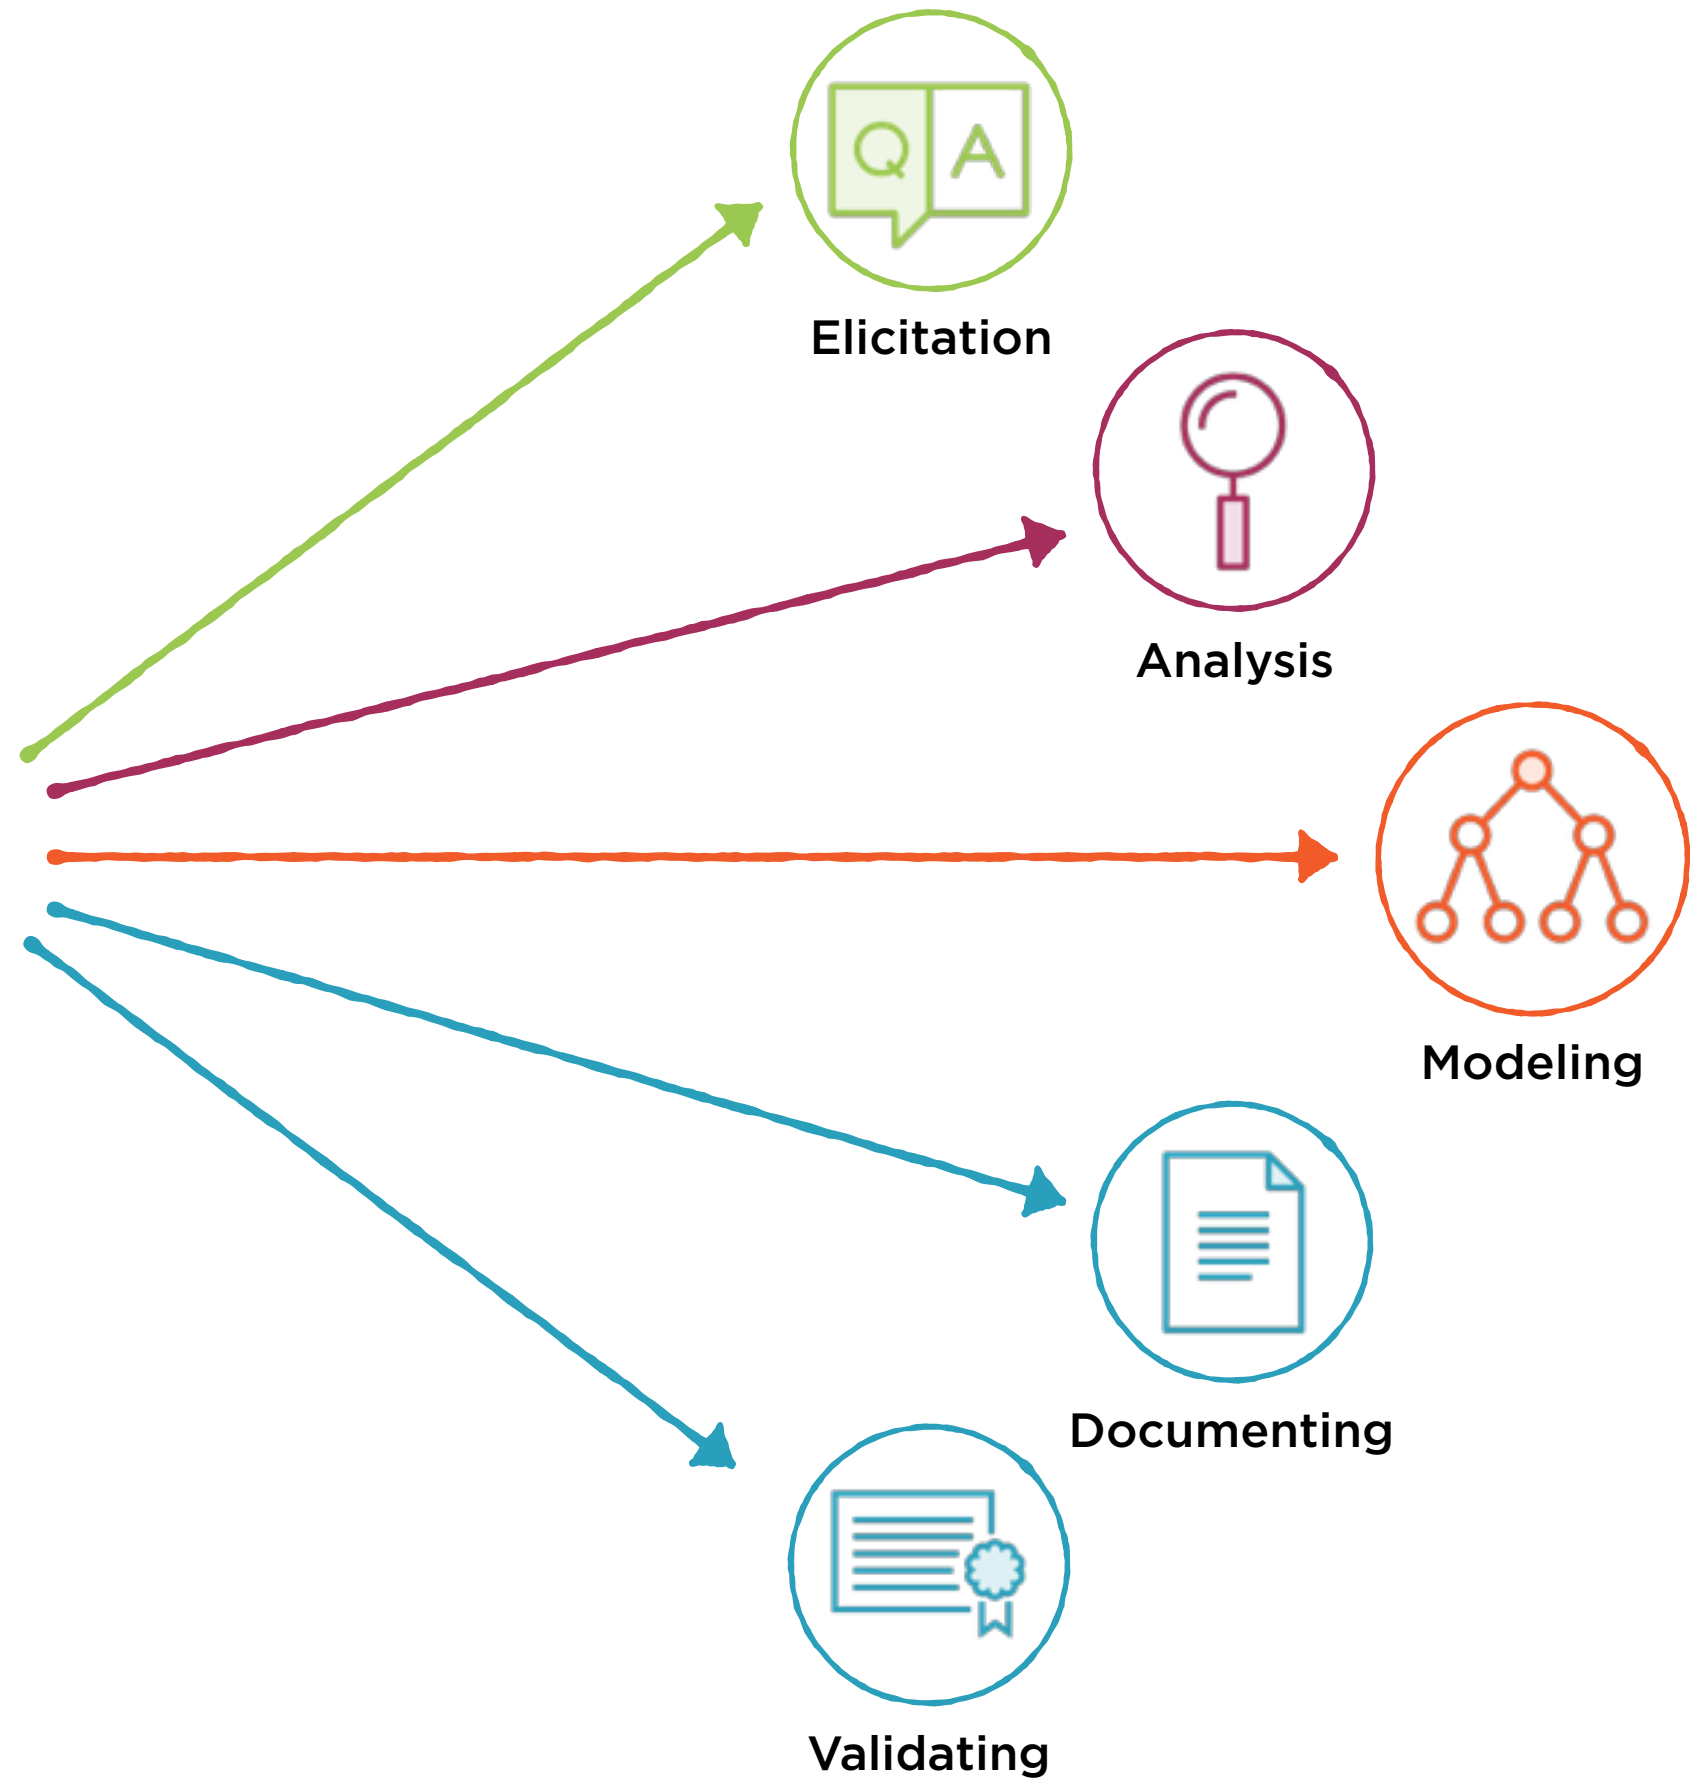 Q A
Elicitation
Analysis
Modeling
Documenting
Validating